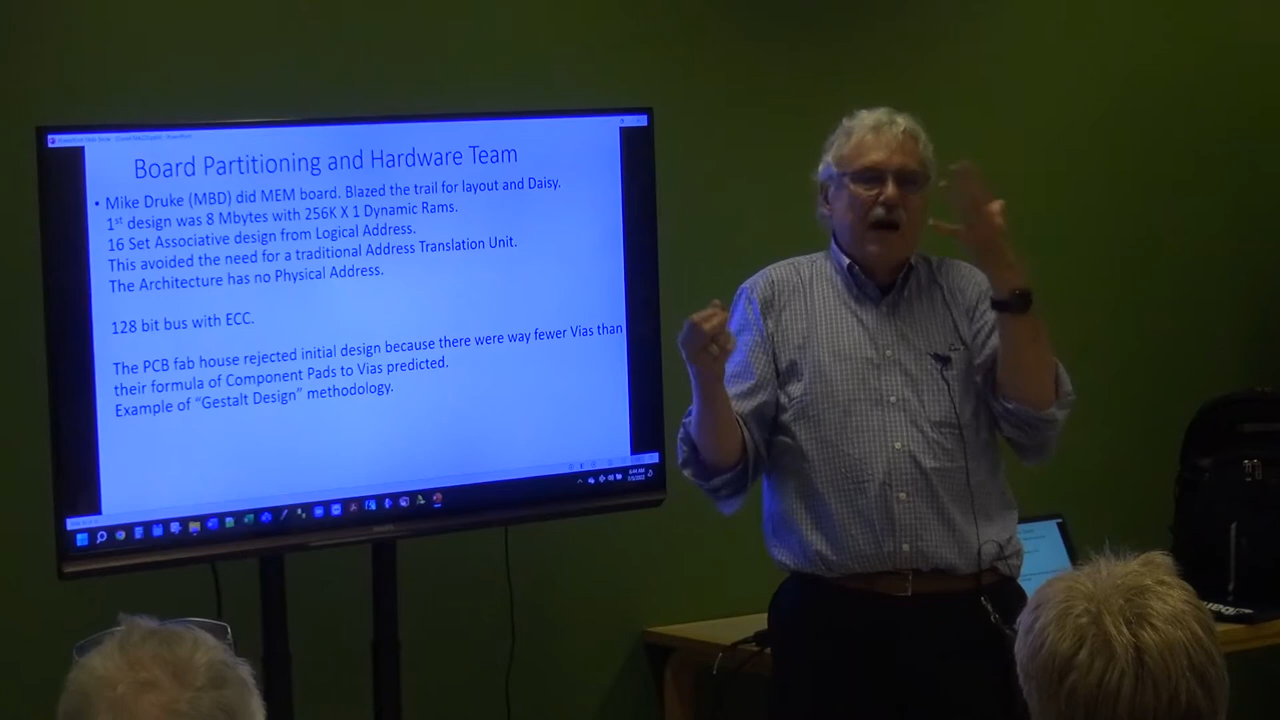 Board Partitioning and Hardware Team
• Mike Druke (MBD) did MEM board. Blazed the trail for layout and Daisy.
1st design was 8 Mbytes with 256K X 1 Dynamic Rams.
16 Set Associative design from Logical Address.
This avoided the need for a traditional Address Translation Unit.
The Architecture has no Physical Address.
128 bit bus with ECC.
The PCB fab house rejected initial design because there were way fewer Vias than
their formula of Component Pads to Vias predicted.
Example of “Gestalt Design” methodology.